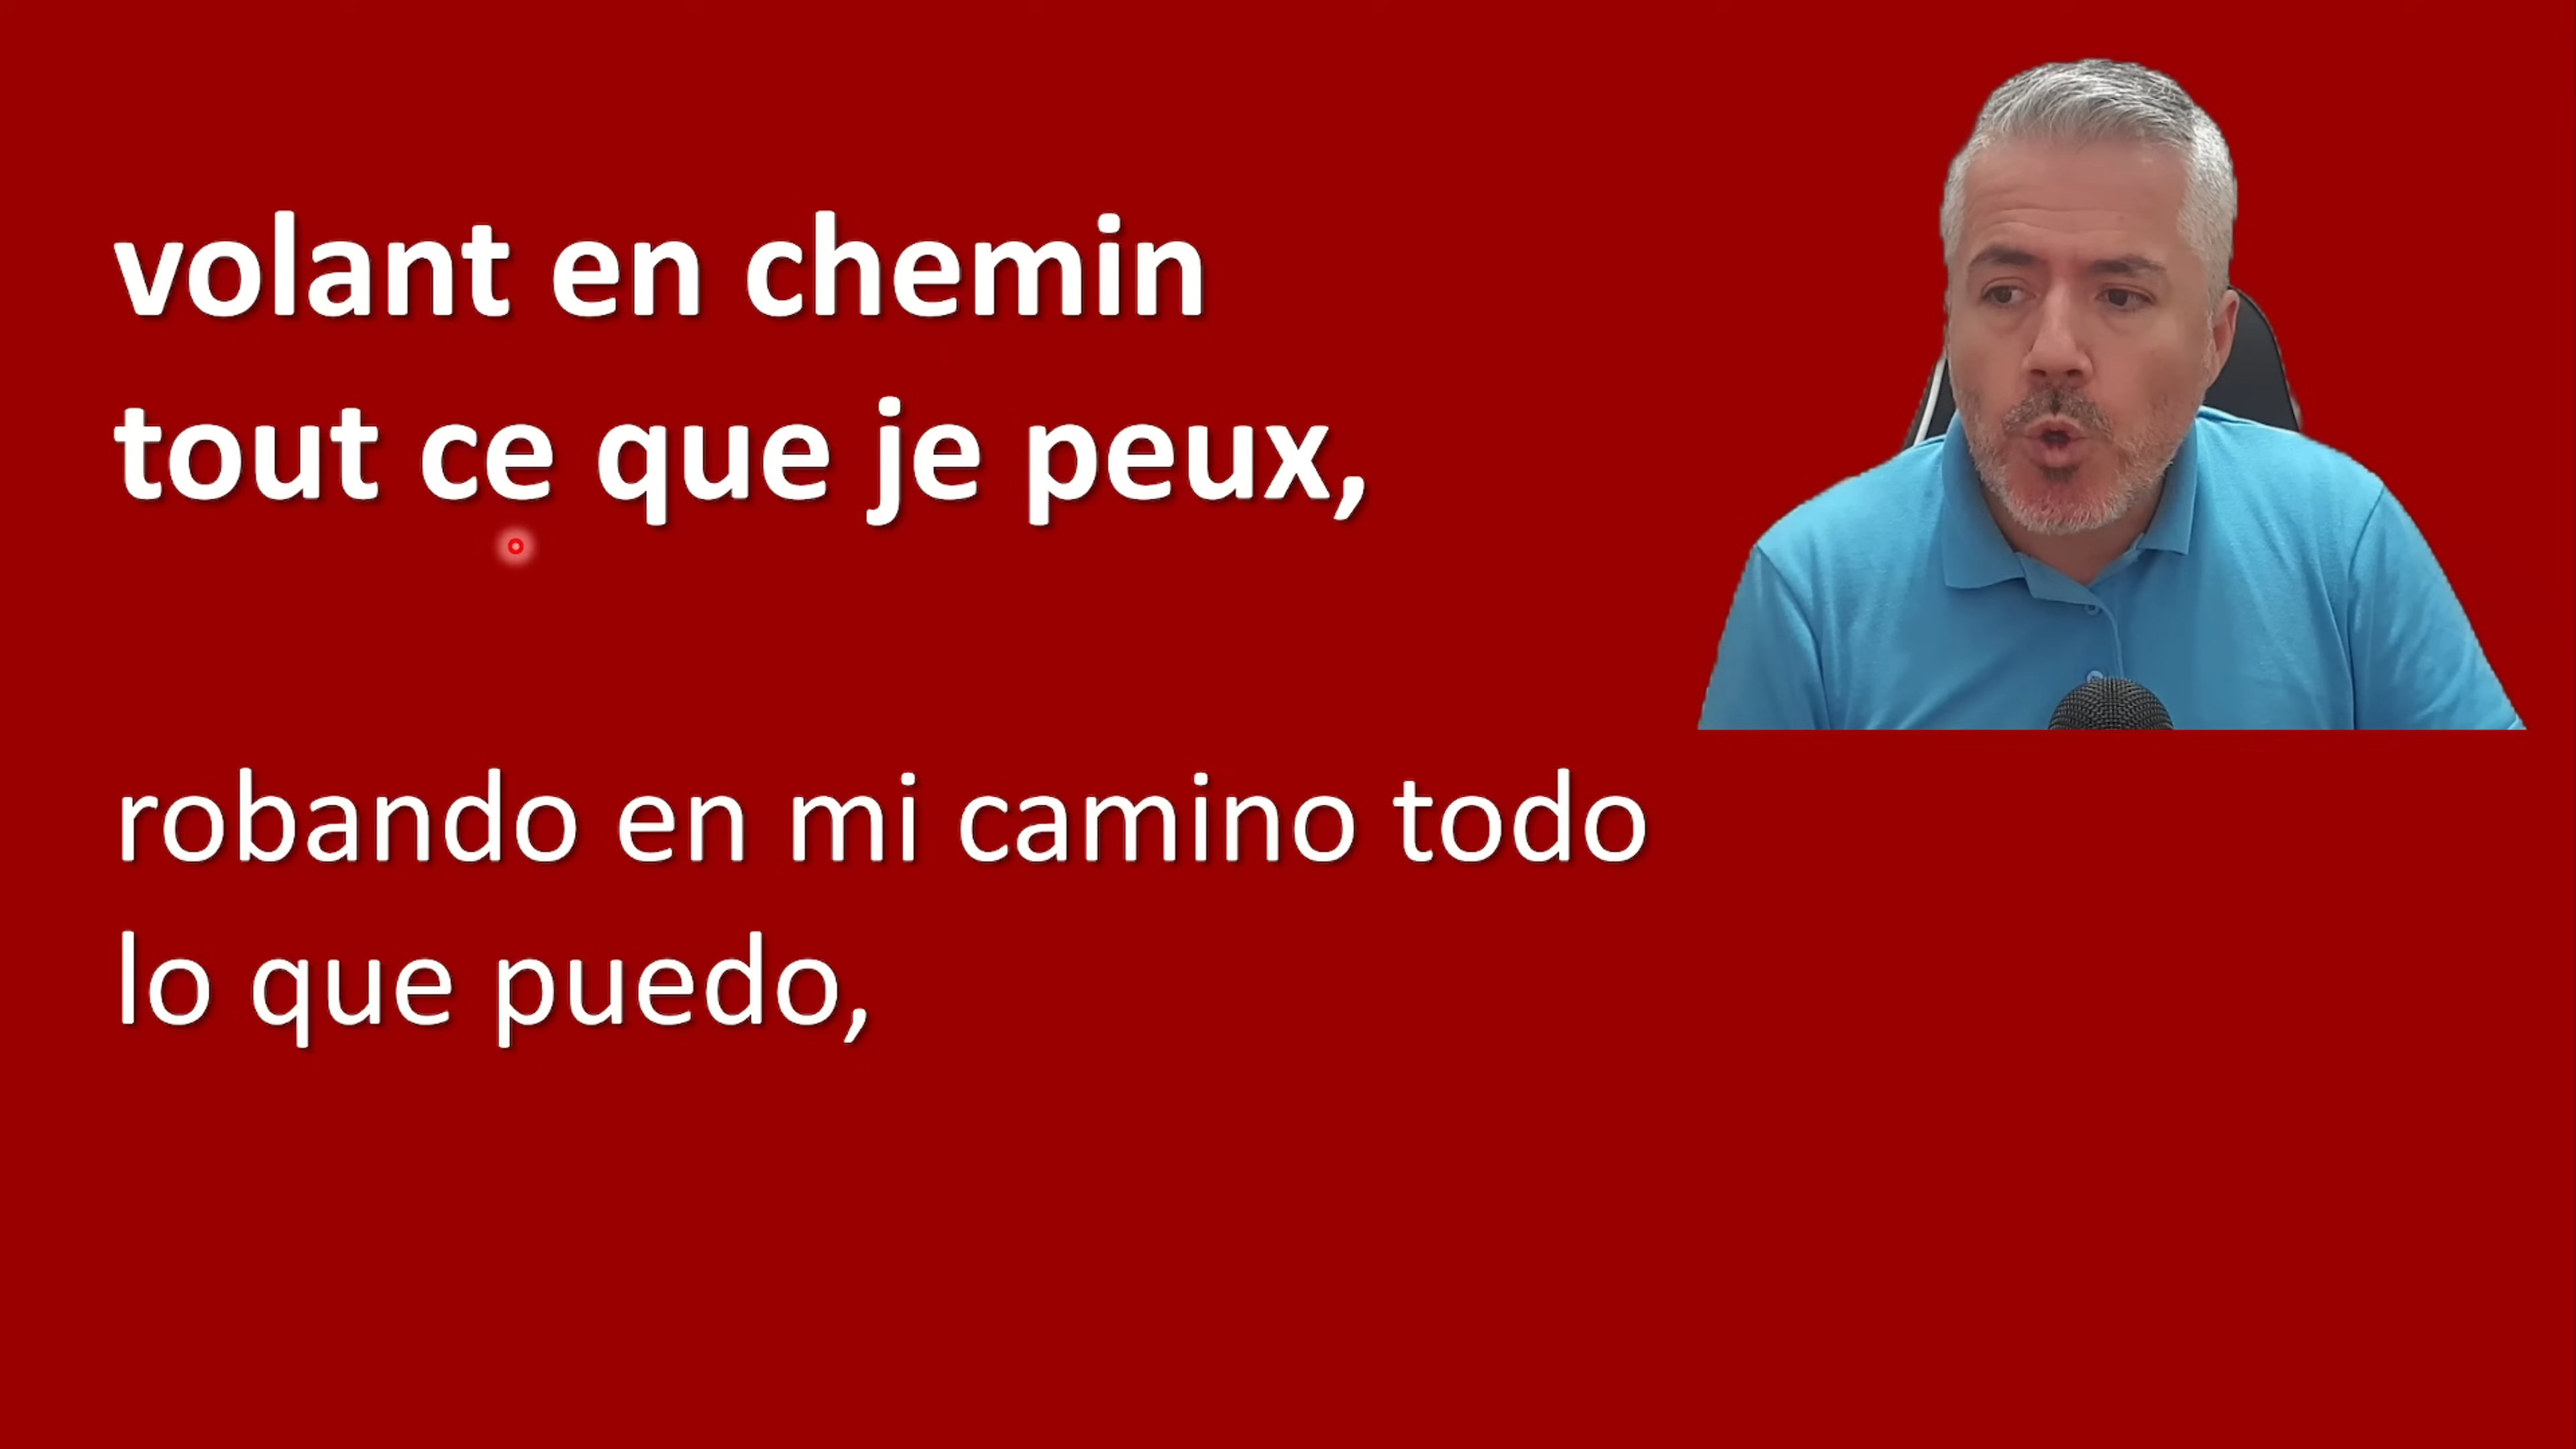 volant en chemin
tout ce que je peux,
robando en mi camino todo
lo que puedo,